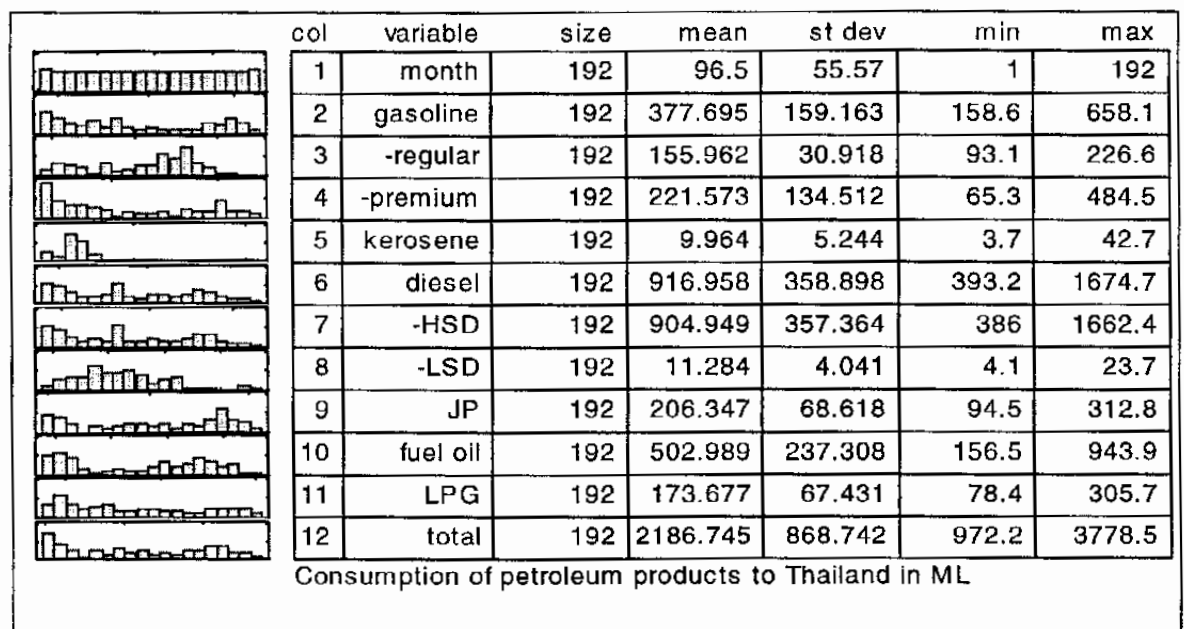 col variable size mean st dev min max
1 month 192 96.5 55.57 1 192
2 gasoline 192 377.695 159.163 158.6 658.1
3 -regular 192 155.962 30.918 93.1 226.6
4 -premium 192 221.573 134.512 65.3 484.5
5 kerosene 192 9.964 5.244 3.7 42.7
6 diesel 192 916.958 358.898 393.2 1674.7
7 -HSD 192 904.949 357.364 386 1662.4
8 -LSD 192 11.284 4.041 4.1 23.7
9 JP 192 206.347 68.618 94.5 312.8
10 fuel oil 192 502.989 237.308 156.5 943.9
11 LPG 192 173.677 67.431 78.4 305.7
12 total 192 2186.745 868.742 972.2 3778.5
Consumption of petroleum products to Thailand in ML